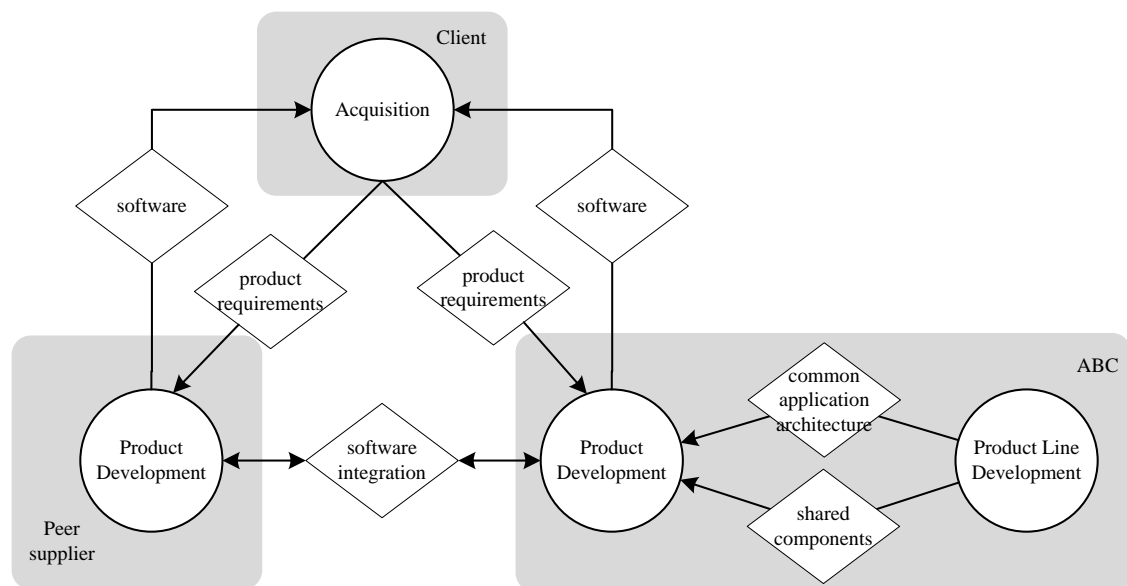 Client
Acquisition
software
software
product
requirements
product
requirements
ABC
common
application
architecture
Product
Development
software
integration
Product
Development
Product Line
Development
shared
components
Peer
supplier